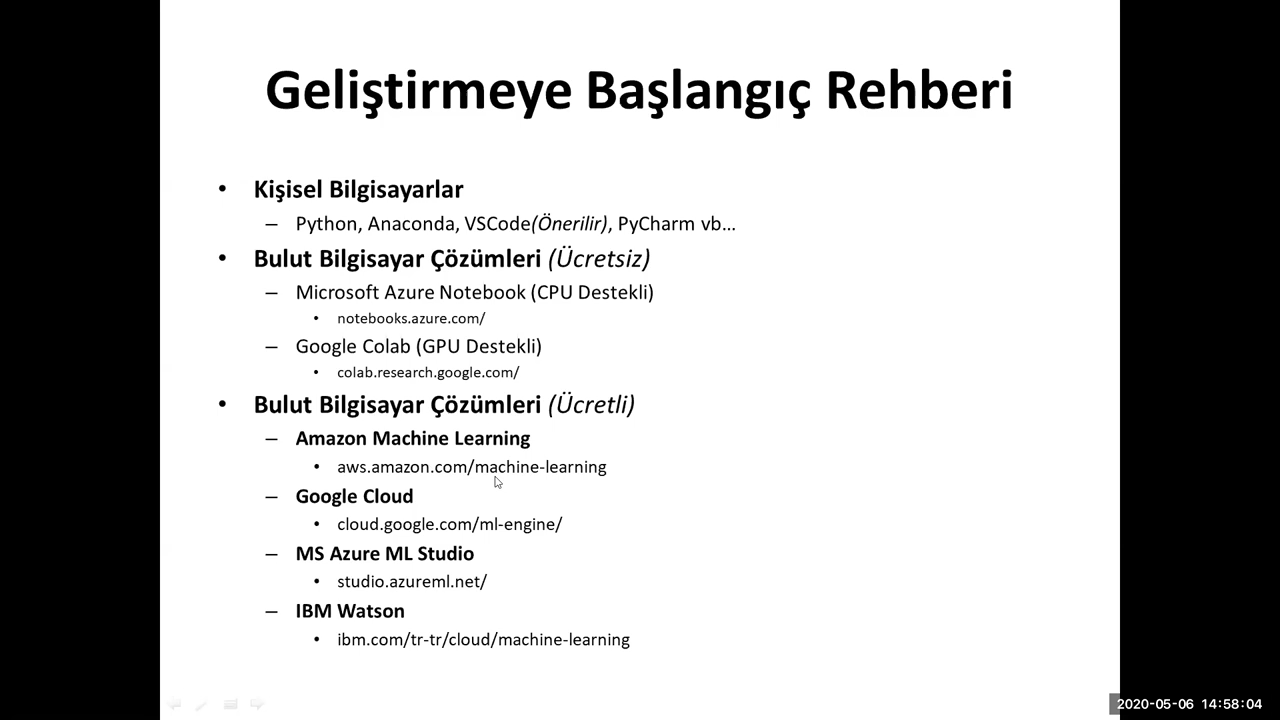 Geliştirmeye Başlangıç Rehberi
• Kişisel Bilgisayarlar
– Python, Anaconda, VSCode(Önerilir), PyCharm vb...
• Bulut Bilgisayar Çözümleri (Ücretsiz)
– Microsoft Azure Notebook (CPU Destekli)
• notebooks.azure.com/
– Google Colab (GPU Destekli)
• colab.research.google.com/
• Bulut Bilgisayar Çözümleri (Ücretli)
– Amazon Machine Learning
• aws.amazon.com/machine-learning
– Google Cloud
• cloud.google.com/ml-engine/
– MS Azure ML Studio
• studio.azureml.net/
– IBM Watson
• ibm.com/tr-tr/cloud/machine-learning
2020-05-06 14:58:04